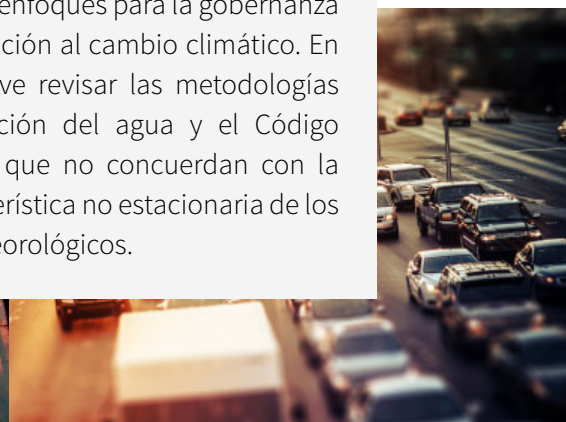 enfoques para la gobernanza
ción al cambio climático. En
ve revisar las metodologías
ción del agua y el Código
que no concuerdan con la
erística no estacionaria de los
eorológicos.